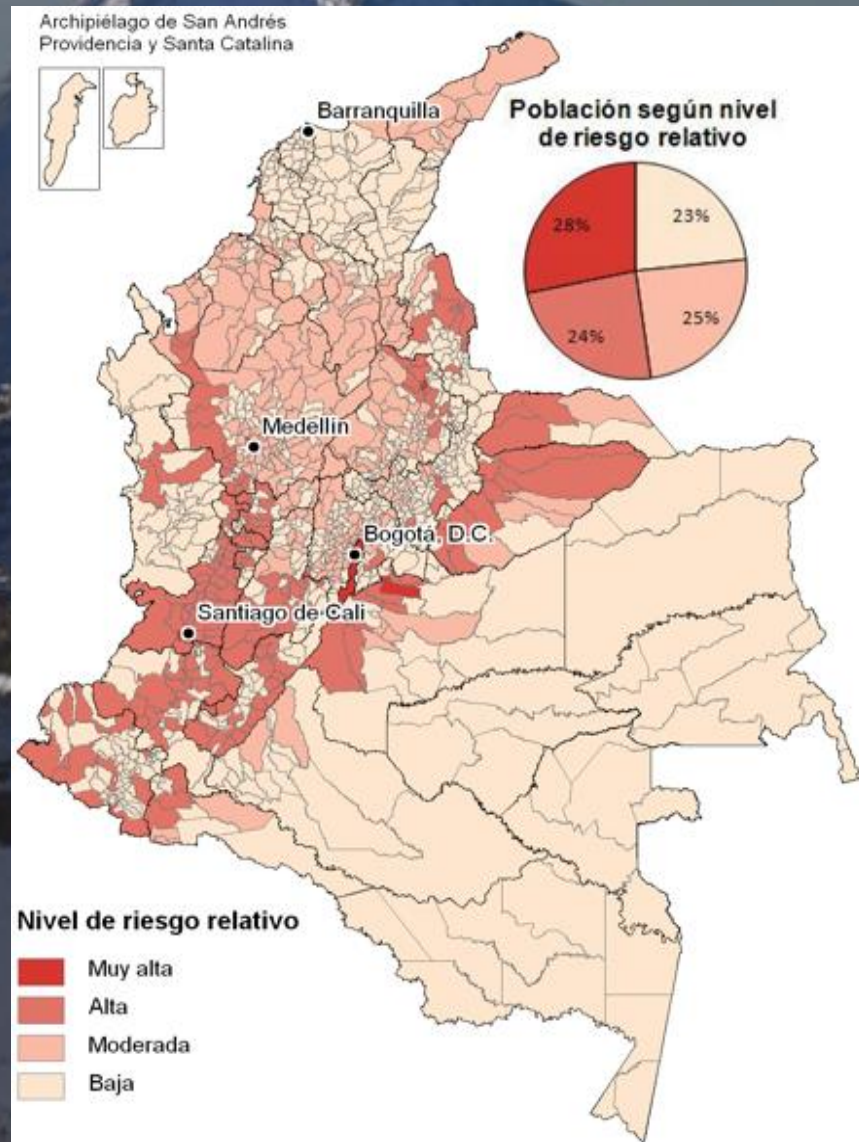 Archipiélago de San Andrés
Providencia y Santa Catalina
Barranquilla
Población según nivel
de riesgo relativo
28%
23%
24%
25%
Medellín
Bogotá, D.C.
Santiago de Cali
Nivel de riesgo relativo
Muy alta
Alta
Moderada
Baja